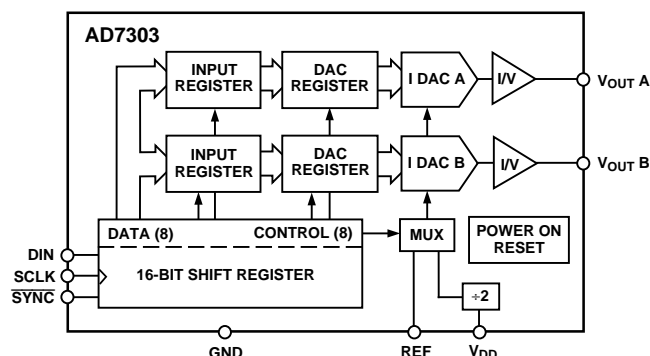 AD7303
INPUT
REGISTER
DAC
REGISTER
I DAC A
I/V
VOUT A
INPUT
REGISTER
DAC
REGISTER
I DAC B
I/V
VOUT B
DATA (8)
CONTROL (8)
MUX
POWER ON
RESET
DIN
SCLK
SYNC
16-BIT SHIFT REGISTER
÷2
GND
REF
VDD